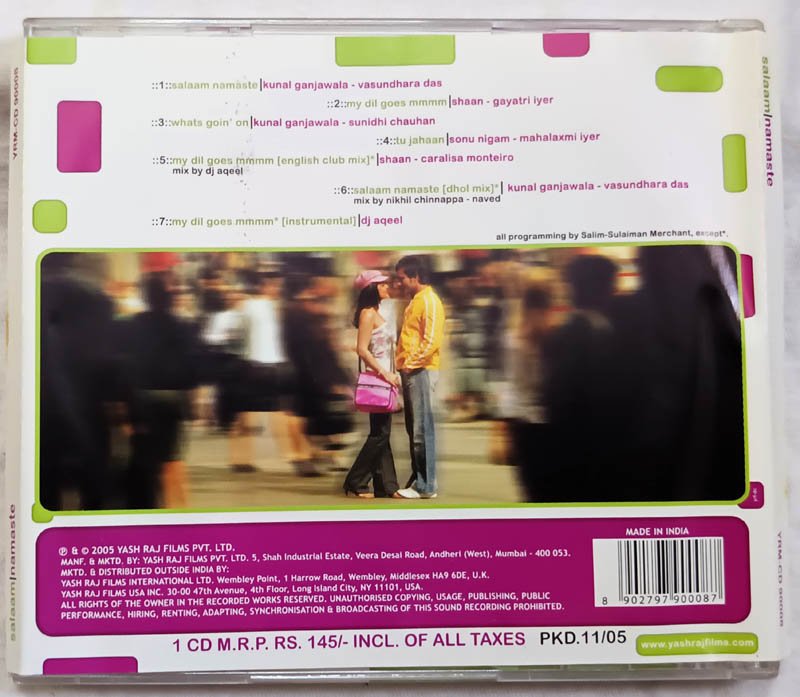 ::1::salaam namaste|kunal ganjawala - vasundhara das
::2::my dil goes mmmm|shaan - gayatri iyer
::3::whats goin' on|kunal ganjawala - sunidhi chauhan
::4::tu jahaan|sonu nigam - mahalaxmi iyer
::5::my dil goes mmmm [english club mix]*|shaan - caralisa monteiro
mix by dj aqeel
::6::salaam namaste [dhol mix]*| kunal ganjawala - vasundhara das
mix by nikhil chinnappa - naved
::7::my dil goes mmmm* [instrumental]|dj aqeel
all programming by Salim-Sulaiman Merchant, except*.
YRM-CD 90008
salaam|namaste
salaam|namaste
YRM-CD 90008
℗ & © 2005 YASH RAJ FILMS PVT. LTD.
MANF. & MKTD. BY: YASH RAJ FILMS PVT. LTD. 5, Shah Industrial Estate, Veera Desai Road, Andheri (West), Mumbai - 400 053.
MKTD. & DISTRIBUTED OUTSIDE INDIA BY:
YASH RAJ FILMS INTERNATIONAL LTD. Wembley Point, 1 Harrow Road, Wembley, Middlesex HA9 6DE, U.K.
YASH RAJ FILMS USA INC. 30-00 47th Avenue, 4th Floor, Long Island City, NY 11101, USA.
ALL RIGHTS OF THE OWNER IN THE RECORDED WORKS RESERVED. UNAUTHORISED COPYING, USAGE, PUBLISHING, PUBLIC
PERFORMANCE, HIRING, RENTING, ADAPTING, SYNCHRONISATION & BROADCASTING OF THIS SOUND RECORDING PROHIBITED.
MADE IN INDIA
8 902797 900087
1 CD M.R.P. RS. 145/- INCL. OF ALL TAXES PKD.11/05
www.yashrajfilms.com